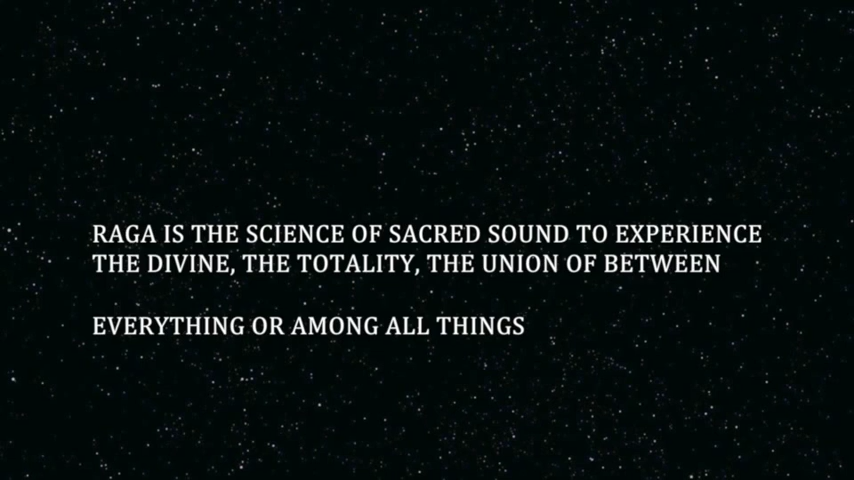 RAGA IS THE SCIENCE OF SACRED SOUND TO EXPERIENCE
THE DIVINE, THE TOTALITY, THE UNION OF BETWEEN
EVERYTHING OR AMONG ALL THINGS